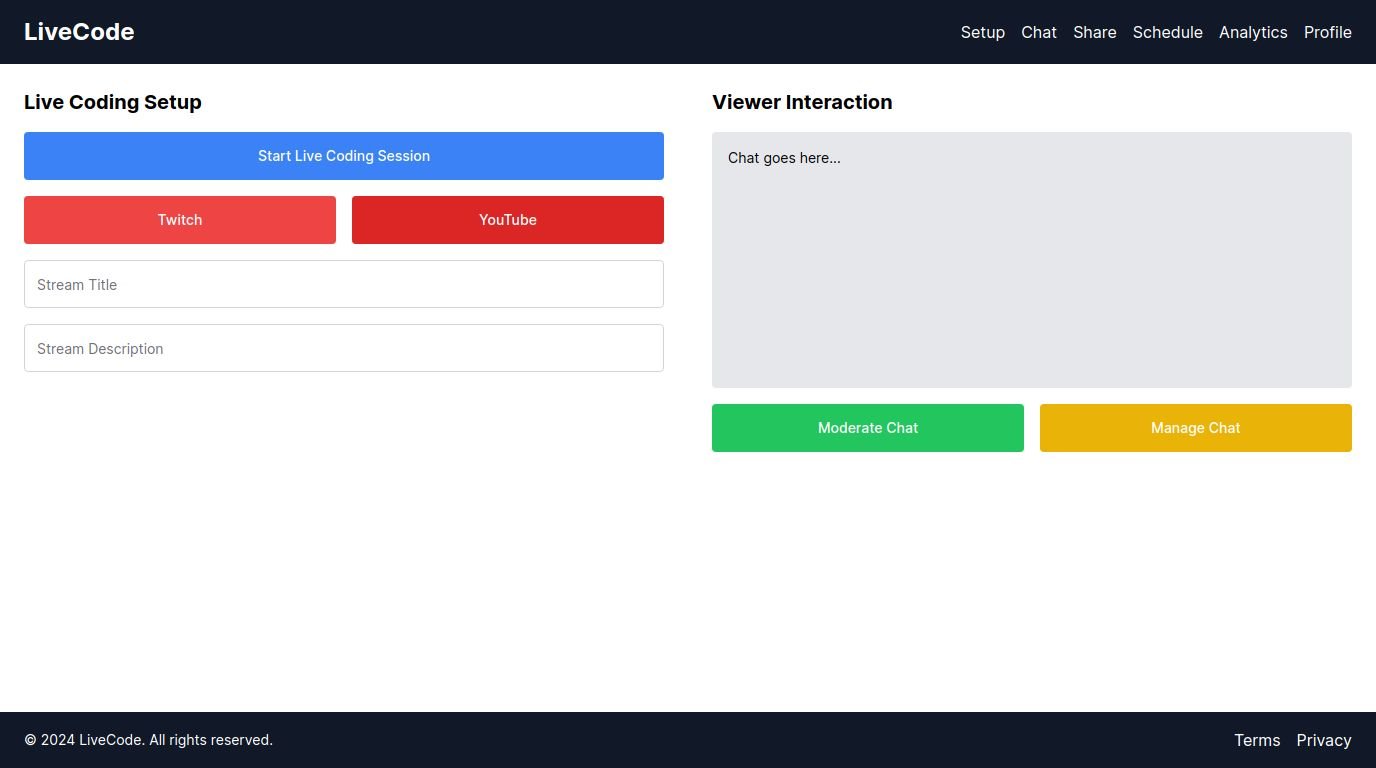 LiveCode
Setup Chat Share Schedule Analytics Profile
Live Coding Setup
Start Live Coding Session
Twitch
YouTube
Stream Title
Stream Description
Viewer Interaction
Chat goes here...
Moderate Chat
Manage Chat
© 2024 LiveCode. All rights reserved.
Terms Privacy